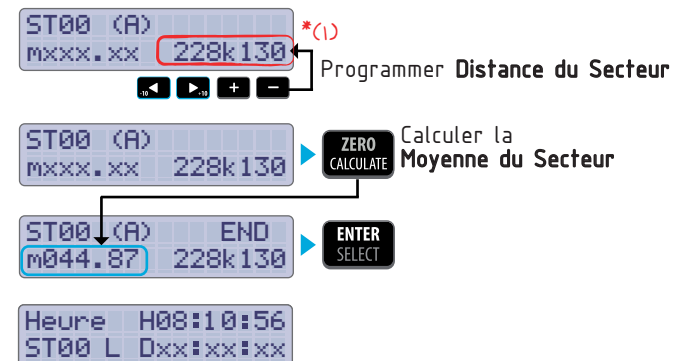 ST00 (A)
*(1)
mxxx.xx 228k130
Programmer Distance du Secteur
-10 +10 + -
ST00 (A)
mxxx.xx 228k130
ZERO
CALCULATE
Calculer la
Moyenne du Secteur
ST00 (A) END
m044.87 228k130
ENTER
SELECT
Heure H08:10:56
ST00 L Dxx:xx:xx